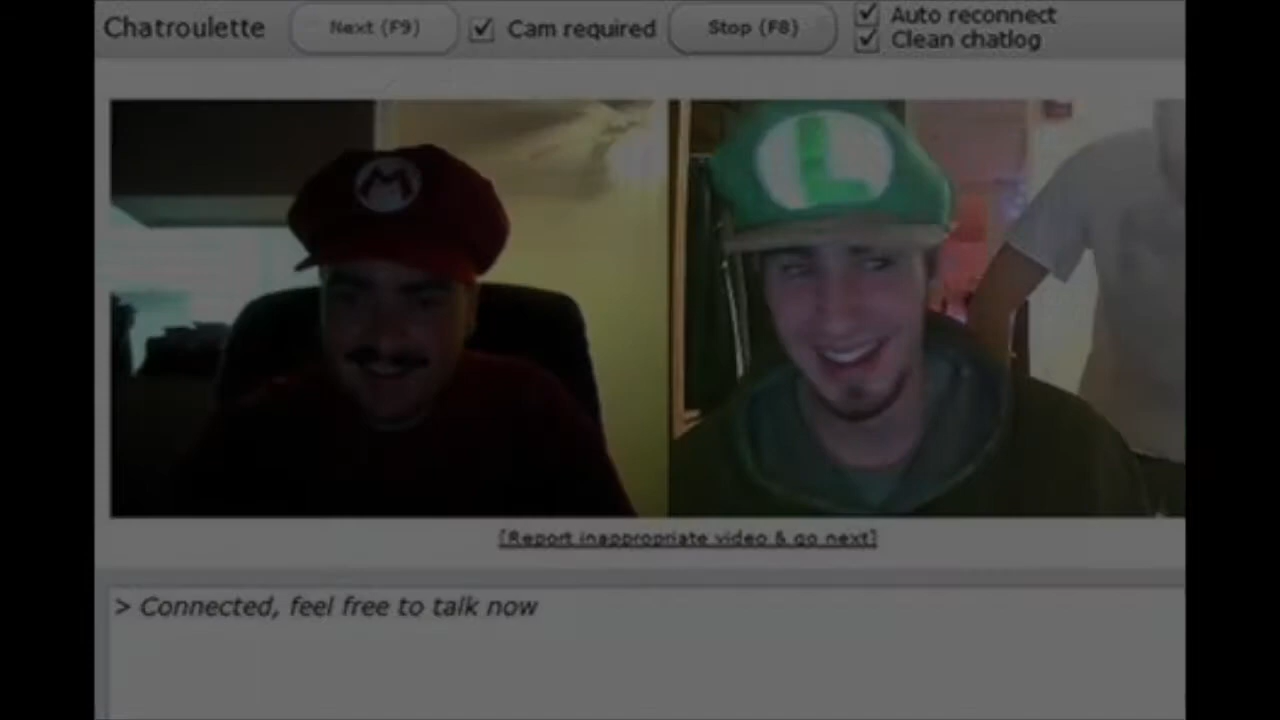 Chatroulette
Next (F9)
Cam required
Stop (F8)
Auto reconnect
Clean chatlog
M
L
[Report inappropriate video & go next]
> Connected, feel free to talk now